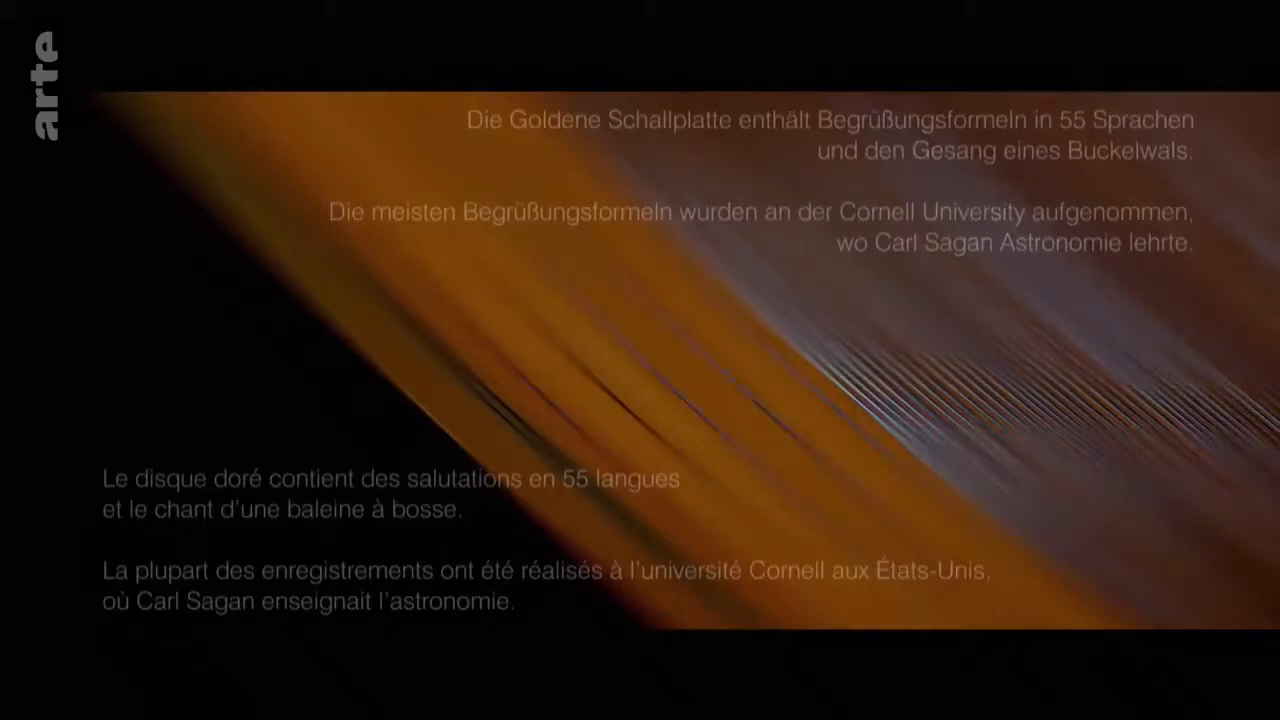 arte
Die Goldene Schallplatte enthält Begrüßungsformeln in 55 Sprachen
und den Gesang eines Buckelwals.
Die meisten Begrüßungsformeln wurden an der Cornell University aufgenommen,
wo Carl Sagan Astronomie lehrte.
Le disque doré contient des salutations en 55 langues
et le chant d'une baleine à bosse.
La plupart des enregistrements ont été réalisés à l'université Cornell aux États-Unis,
où Carl Sagan enseignait l'astronomie.